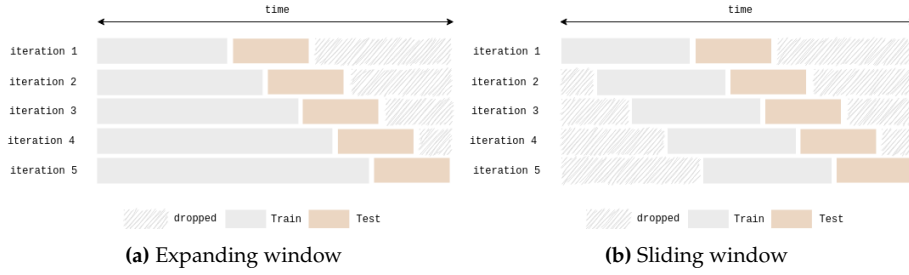 time
iteration 1
iteration 2
iteration 3
iteration 4
iteration 5
dropped Train Test
(a) Expanding window
time
iteration 1
iteration 2
iteration 3
iteration 4
iteration 5
dropped Train Test
(b) Sliding window